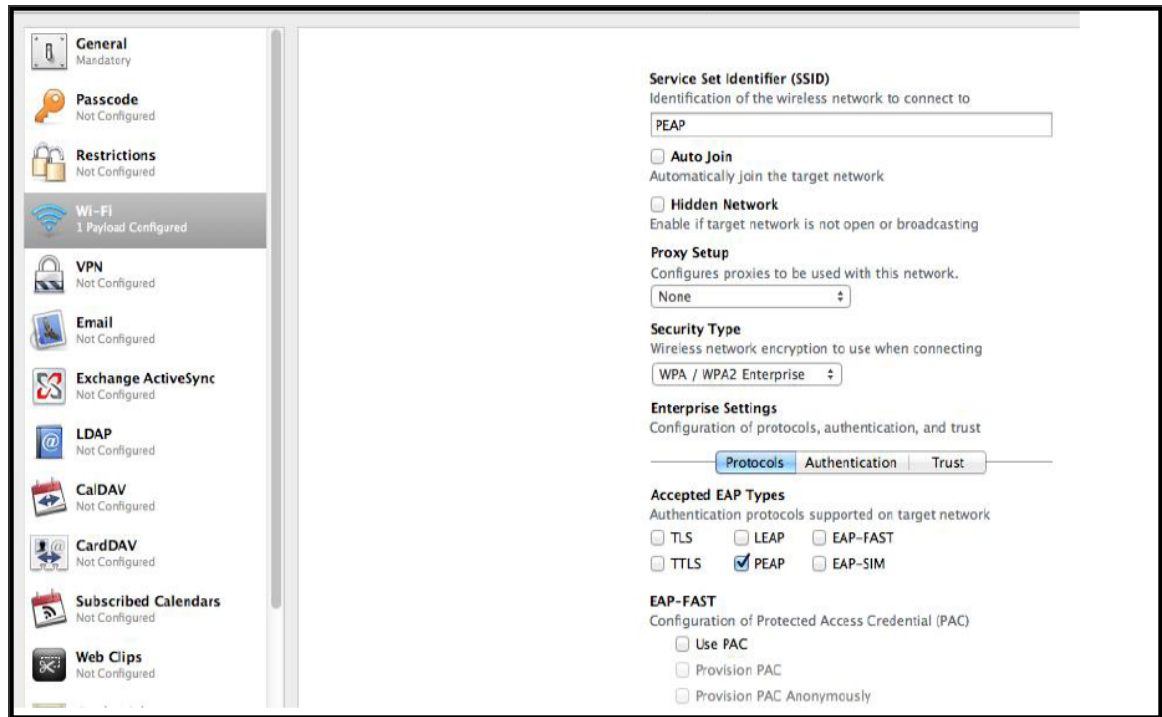 General
Mandatory
Passcode
Not Configured
Restrictions
Not Configured
Wi-Fi
1 Payload Configured
VPN
Not Configured
Email
Not Configured
Exchange ActiveSync
Not Configured
LDAP
Not Configured
CalDAV
Not Configured
CardDAV
Not Configured
Subscribed Calendars
Not Configured
Web Clips
Not Configured
Service Set Identifier (SSID)
Identification of the wireless network to connect to
PEAP
Auto Join
Automatically join the target network
Hidden Network
Enable if target network is not open or broadcasting
Proxy Setup
Configures proxies to be used with this network.
None
Security Type
Wireless network encryption to use when connecting
WPA / WPA2 Enterprise
Enterprise Settings
Configuration of protocols, authentication, and trust
Protocols Authentication Trust
Accepted EAP Types
Authentication protocols supported on target network
TLS LEAP EAP-FAST
TTLS PEAP EAP-SIM
EAP-FAST
Configuration of Protected Access Credential (PAC)
Use PAC
Provision PAC
Provision PAC Anonymously